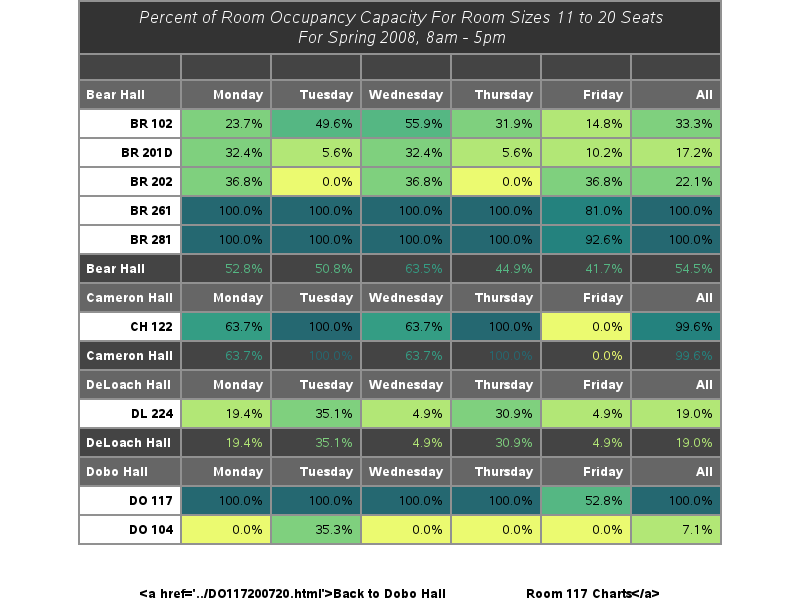 Percent of Room Occupancy Capacity For Room Sizes 11 to 20 Seats
For Spring 2008, 8am - 5pm
Bear Hall Monday Tuesday Wednesday Thursday Friday All
BR 102 23.7% 49.6% 55.9% 31.9% 14.8% 33.3%
BR 201D 32.4% 5.6% 32.4% 5.6% 10.2% 17.2%
BR 202 36.8% 0.0% 36.8% 0.0% 36.8% 22.1%
BR 261 100.0% 100.0% 100.0% 100.0% 81.0% 100.0%
BR 281 100.0% 100.0% 100.0% 100.0% 92.6% 100.0%
Bear Hall 52.8% 50.8% 63.5% 44.9% 41.7% 54.5%
Cameron Hall Monday Tuesday Wednesday Thursday Friday All
CH 122 63.7% 100.0% 63.7% 100.0% 0.0% 99.6%
Cameron Hall 63.7% 100.0% 63.7% 100.0% 0.0% 99.6%
DeLoach Hall Monday Tuesday Wednesday Thursday Friday All
DL 224 19.4% 35.1% 4.9% 30.9% 4.9% 19.0%
DeLoach Hall 19.4% 35.1% 4.9% 30.9% 4.9% 19.0%
Dobo Hall Monday Tuesday Wednesday Thursday Friday All
DO 117 100.0% 100.0% 100.0% 100.0% 52.8% 100.0%
DO 104 0.0% 35.3% 0.0% 0.0% 0.0% 7.1%
<a href='../DO117200720.html'>Back to Dobo Hall Room 117 Charts</a>